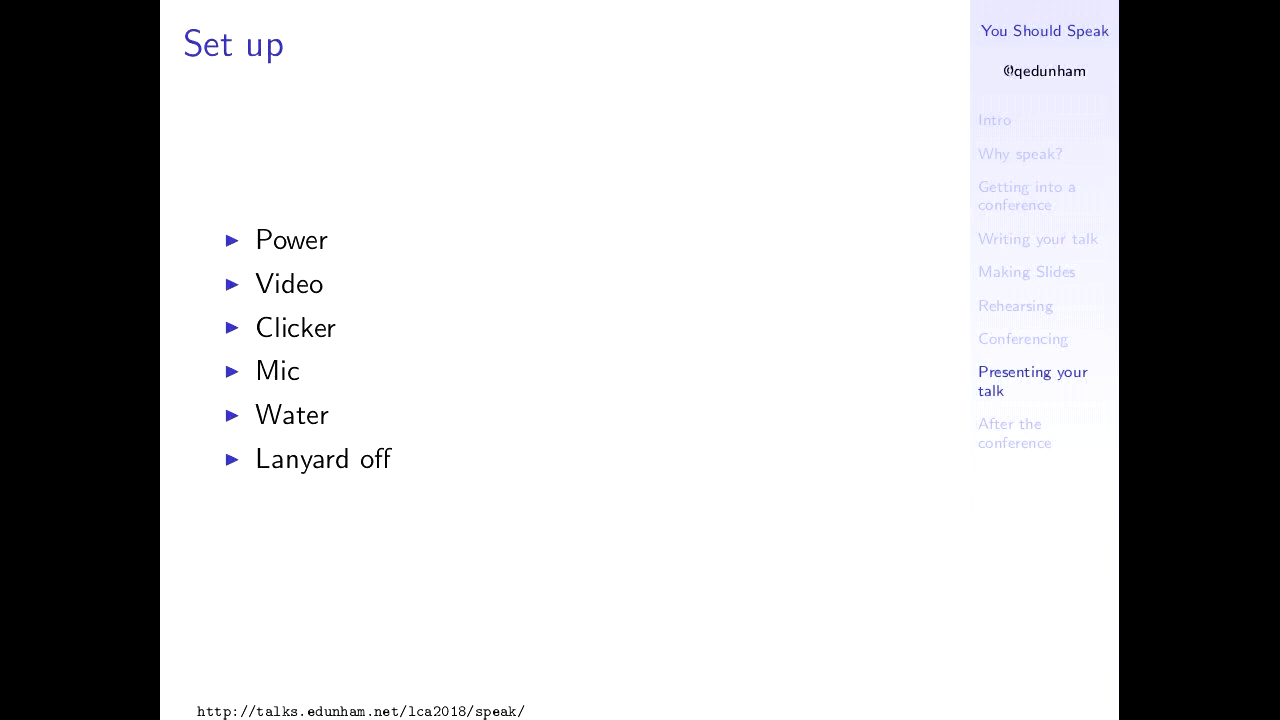 Set up
Power
Video
Clicker
Mic
Water
Lanyard off
http://talks.edunham.net/lca2018/speak/
You Should Speak
@qedunham
Intro
Why speak?
Getting into a
conference
Writing your talk
Making Slides
Rehearsing
Conferencing
Presenting your
talk
After the
conference